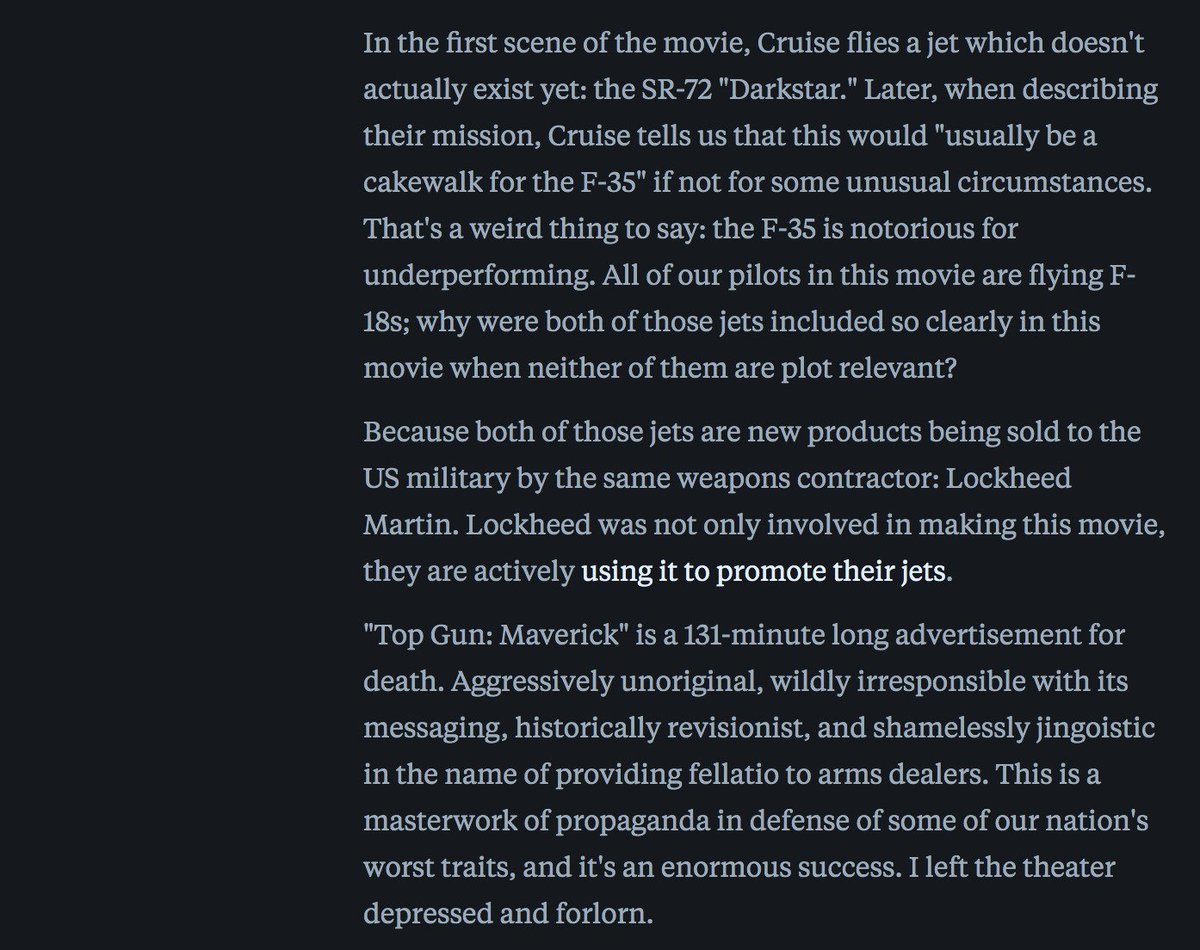 In the first scene of the movie, Cruise flies a jet which doesn't
actually exist yet: the SR-72 "Darkstar." Later, when describing
their mission, Cruise tells us that this would "usually be a
cakewalk for the F-35" if not for some unusual circumstances.
That's a weird thing to say: the F-35 is notorious for
underperforming. All of our pilots in this movie are flying F-
18s; why were both of those jets included so clearly in this
movie when neither of them are plot relevant?
Because both of those jets are new products being sold to the
US military by the same weapons contractor: Lockheed
Martin. Lockheed was not only involved in making this movie,
they are actively using it to promote their jets.
"Top Gun: Maverick" is a 131-minute long advertisement for
death. Aggressively unoriginal, wildly irresponsible with its
messaging, historically revisionist, and shamelessly jingoistic
in the name of providing fellatio to arms dealers. This is a
masterwork of propaganda in defense of some of our nation's
worst traits, and it's an enormous success. I left the theater
depressed and forlorn.